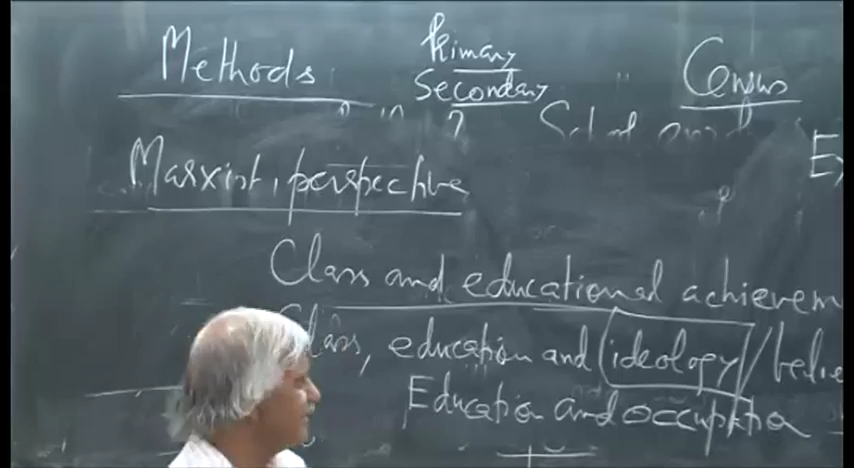 Primary
Methods Secondary Census
Marxist perspective
Class and educational achievem
Class, education and ideology / belie
Education and occupation